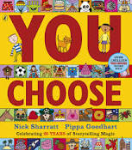 YOU
CHOOSE
Nick Sharratt Pippa Goodhart
Celebrating 15 YEARS of Storytelling Magic